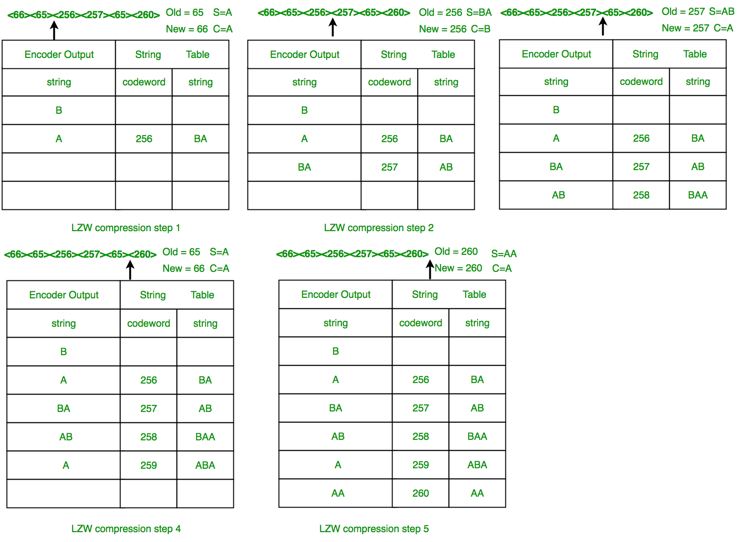 <66><65><256><257><65><260> Old = 65 S=A
New = 66 C=A
Encoder Output String Table
string codeword string
B
A 256 BA
LZW compression step 1
<66><65><256><257><65><260> Old = 256 S=BA
New = 256 C=B
Encoder Output String Table
string codeword string
B
A 256 BA
BA 257 AB
LZW compression step 2
<66><65><256><257><65><260> Old = 257 S=AB
New = 257 C=A
Encoder Output String Table
string codeword string
B
A 256 BA
BA 257 AB
AB 258 BAA
<66><65><256><257><65><260> Old = 65 S=A
New = 66 C=A
Encoder Output String Table
string codeword string
B
A 256 BA
BA 257 AB
AB 258 BAA
A 259 ABA
LZW compression step 4
<66><65><256><257><65><260> Old = 260 S=AA
New = 260 C=A
Encoder Output String Table
string codeword string
B
A 256 BA
BA 257 AB
AB 258 BAA
A 259 ABA
AA 260 AA
LZW compression step 5